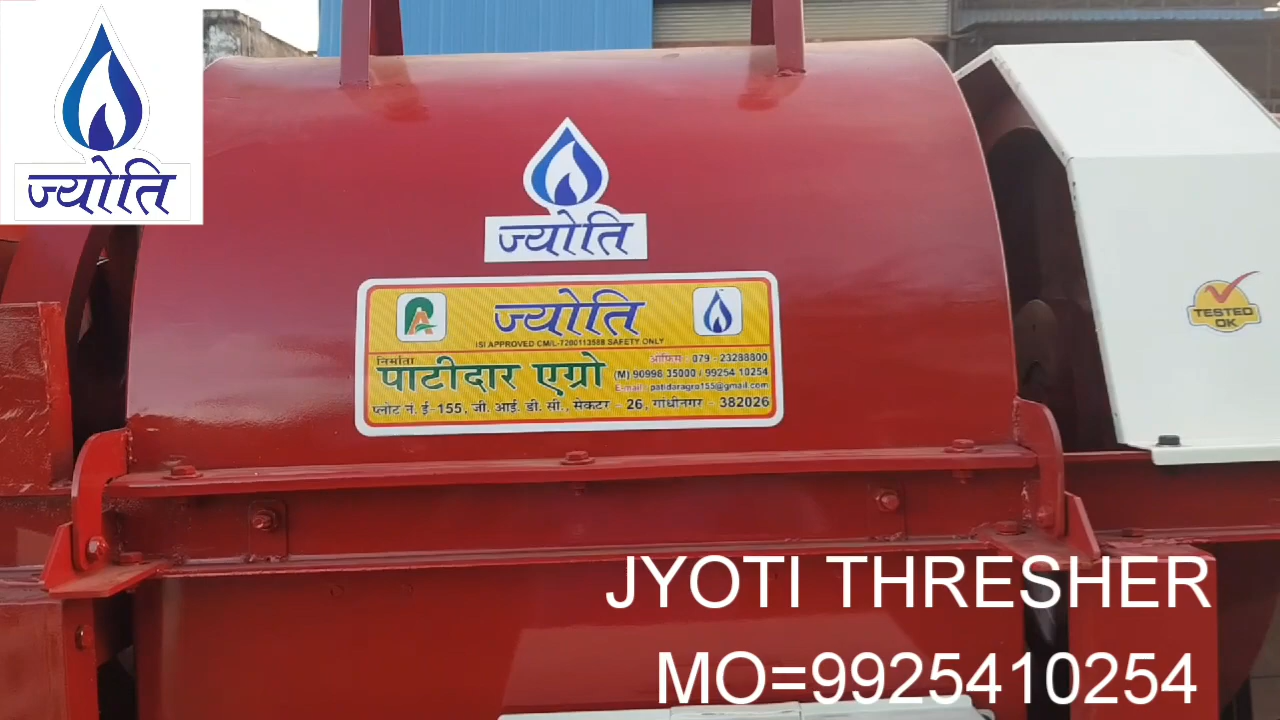 ज्योति
ज्योति
ज्योति
ISI APPROVED CM/L-7200113588 SAFETY ONLY
निर्माता
पाटीदार एग्रो
ऑफिस : 079 - 23288800
(M) 90998 35000 / 99254 10254
E-mail : patidaragro155@gmail.com
प्लोट नं. ई-155, जी. आई. डी. सी., सेकटर - 26, गांधीनगर - 382026
TESTED
OK
JYOTI THRESHER
MO=9925410254